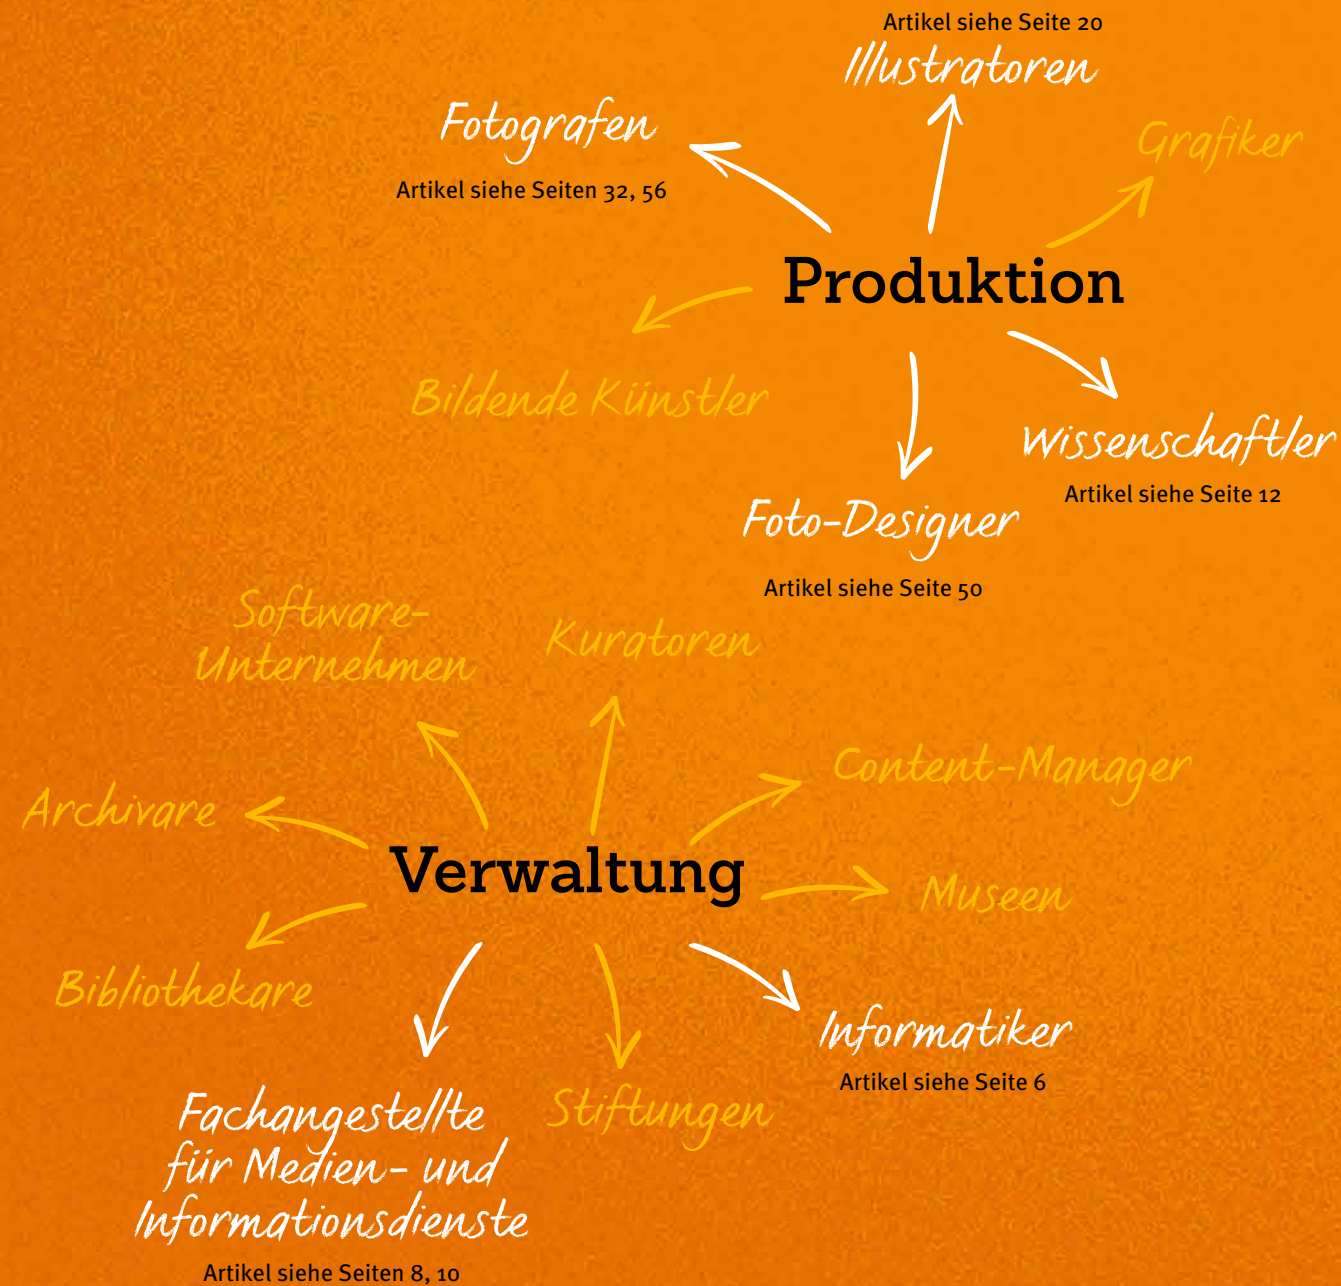 Artikel siehe Seite 20
Illustratoren
Fotografen
Artikel siehe Seiten 32, 56
Grafiker
Produktion
Bildende Künstler
Wissenschaftler
Artikel siehe Seite 12
Foto-Designer
Artikel siehe Seite 50
Software-
Unternehmen
Kuratoren
Content-Manager
Archivare
Verwaltung
Museen
Bibliothekare
Informatiker
Artikel siehe Seite 6
Fachangestellte
für Medien- und
Informationsdienste
Artikel siehe Seiten 8, 10
Stiftungen